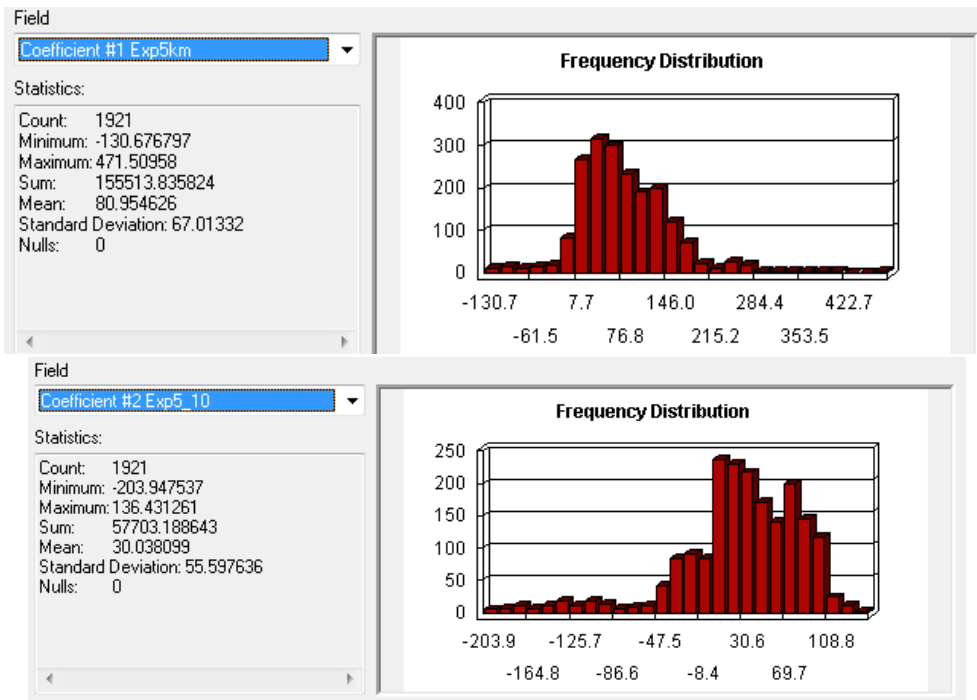 Field
Coefficient #1 Exp5km
Statistics:
Count: 1921
Minimum: -130.676797
Maximum: 471.50958
Sum: 155513.835824
Mean: 80.954626
Standard Deviation: 67.01332
Nulls: 0
Frequency Distribution
400
300
200
100
0
-130.7 7.7 146.0 284.4 422.7
-61.5 76.8 215.2 353.5
Field
Coefficient #2 Exp5_10
Statistics:
Count: 1921
Minimum: -203.947537
Maximum: 136.431261
Sum: 57703.188643
Mean: 30.038099
Standard Deviation: 55.597636
Nulls: 0
Frequency Distribution
250
200
150
100
50
0
-203.9 -125.7 -47.5 30.6 108.8
-164.8 -86.6 -8.4 69.7